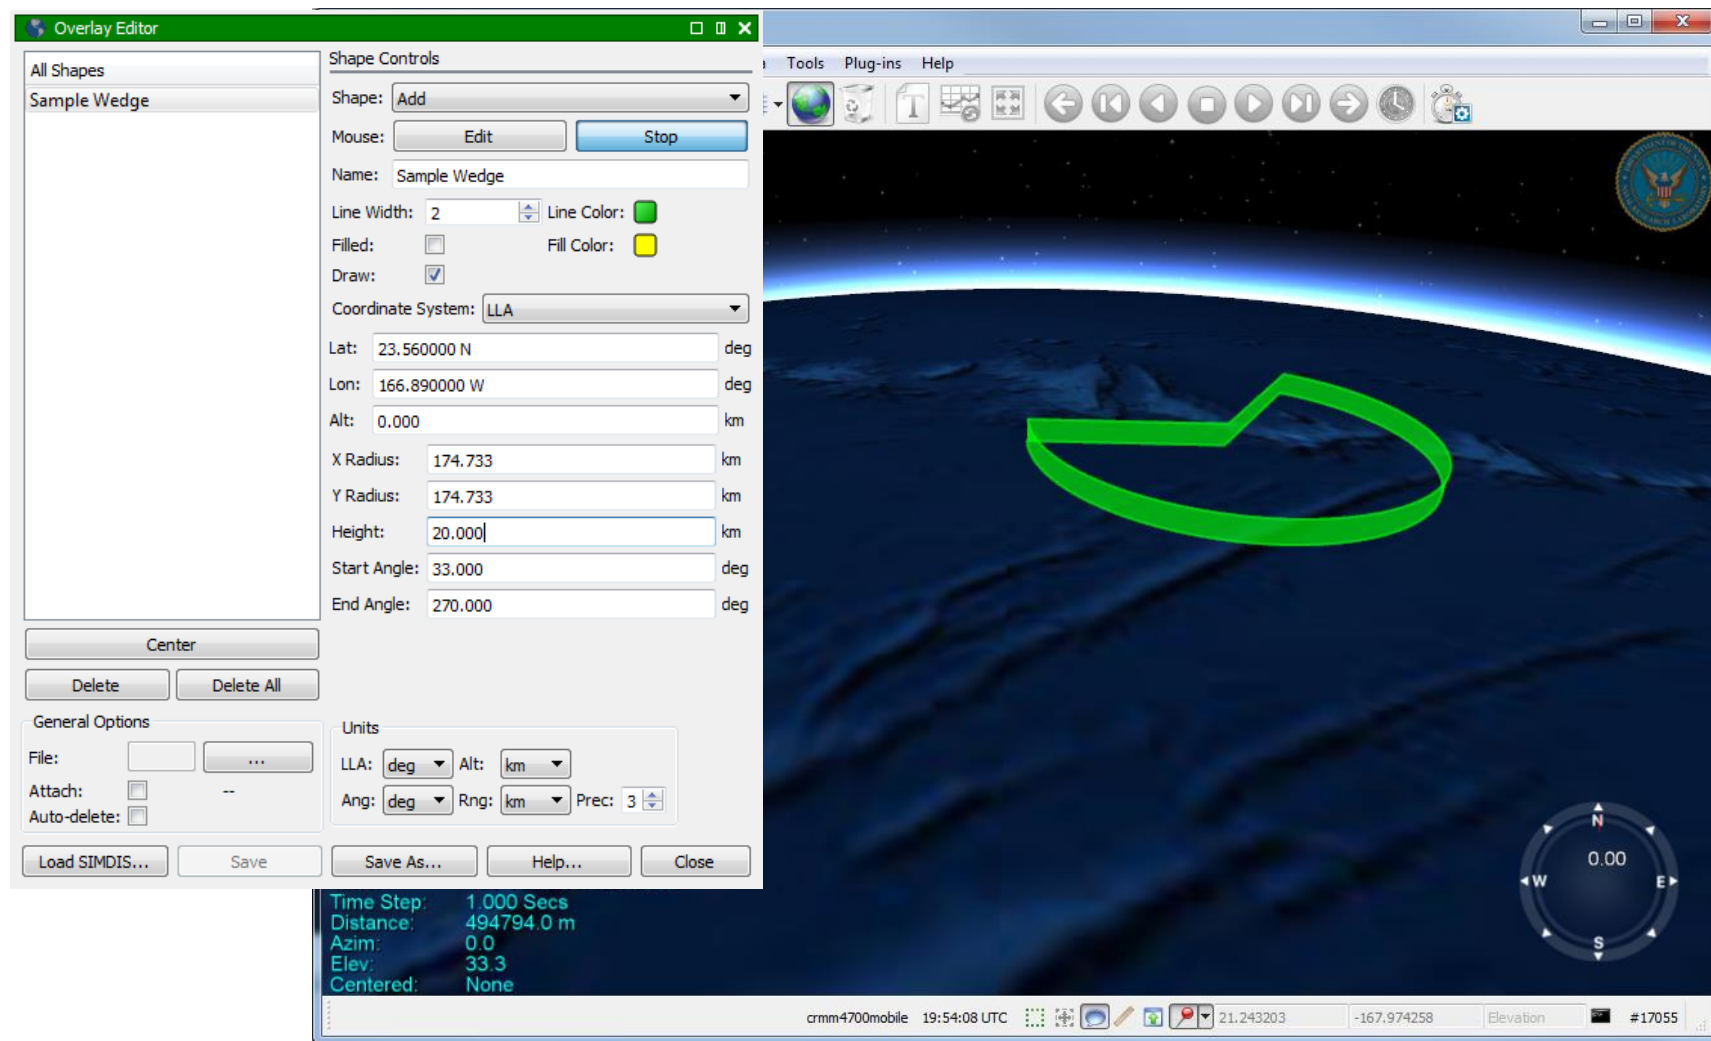 Overlay Editor
All Shapes
Sample Wedge
Shape Controls
Shape: Add
Mouse: Edit Stop
Name: Sample Wedge
Line Width: 2 Line Color:
Filled: Fill Color:
Draw:
Coordinate System: LLA
Lat: 23.560000 N deg
Lon: 166.890000 W deg
Alt: 0.000 km
X Radius: 174.733 km
Y Radius: 174.733 km
Height: 20.000 km
Start Angle: 33.000 deg
End Angle: 270.000 deg
Center
Delete Delete All
General Options
File: ...
Attach: --
Auto-delete:
Units
LLA: deg Alt: km
Ang: deg Rng: km Prec: 3
Load SIMDIS... Save Save As... Help... Close
Tools Plug-ins Help
T
N
0.00
W E
S
Time Step: 1.000 Secs
Distance: 494794.0 m
Azim: 0.0
Elev: 33.3
Centered: None
crmm4700mobile 19:54:08 UTC 21.243203 -167.974258 Elevation #17055